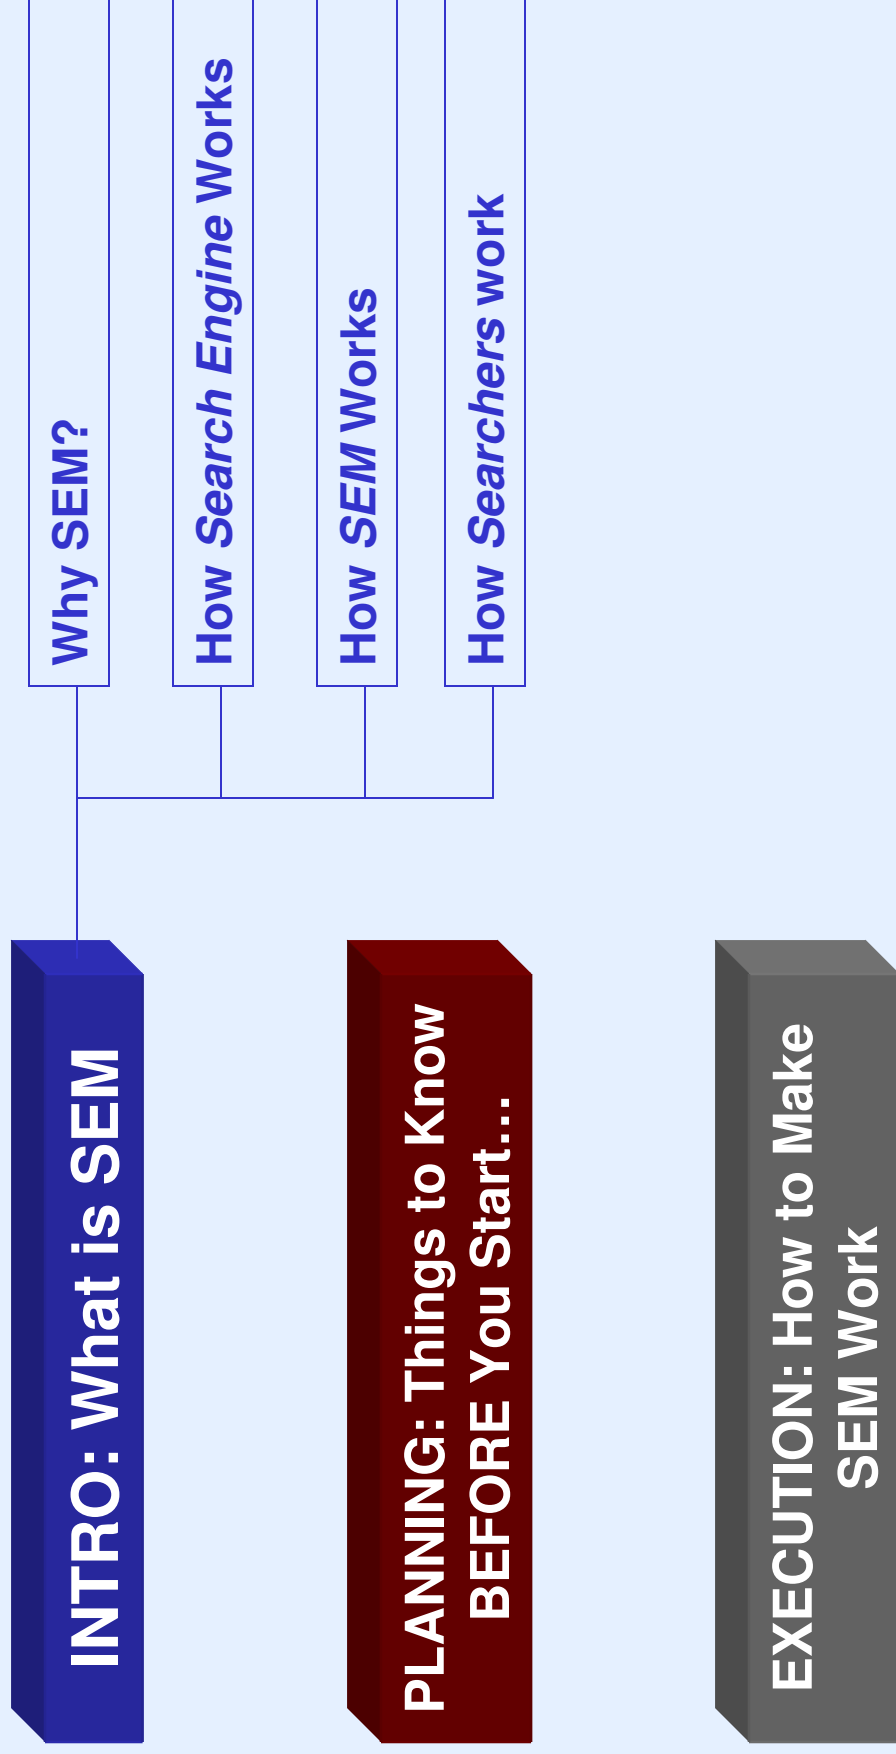 INTRO: What is SEM
Why SEM?
How Search Engine Works
How SEM Works
How Searchers work
PLANNING: Things to Know
BEFORE You Start…
EXECUTION: How to Make
SEM Work